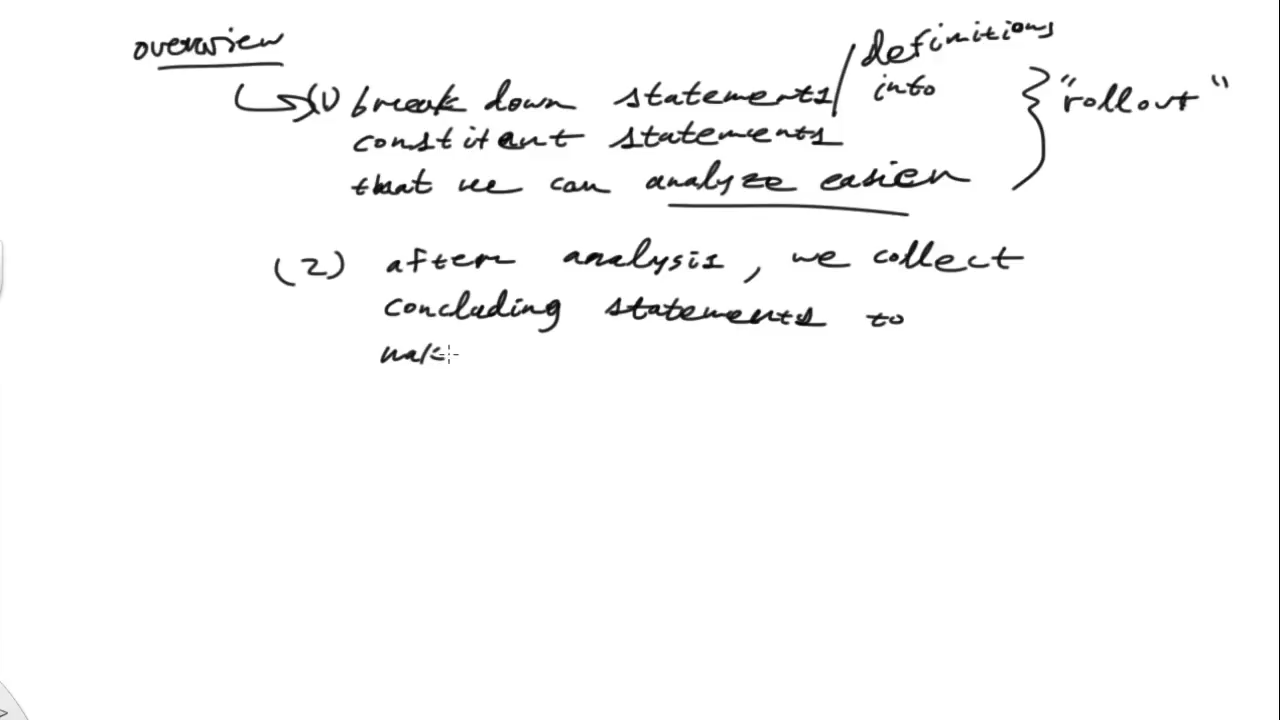 overview
(1) break down statements / definitions into } "rollout"
constituent statements
that we can analyze easier
(2) after analysis, we collect
concluding statements to
mak